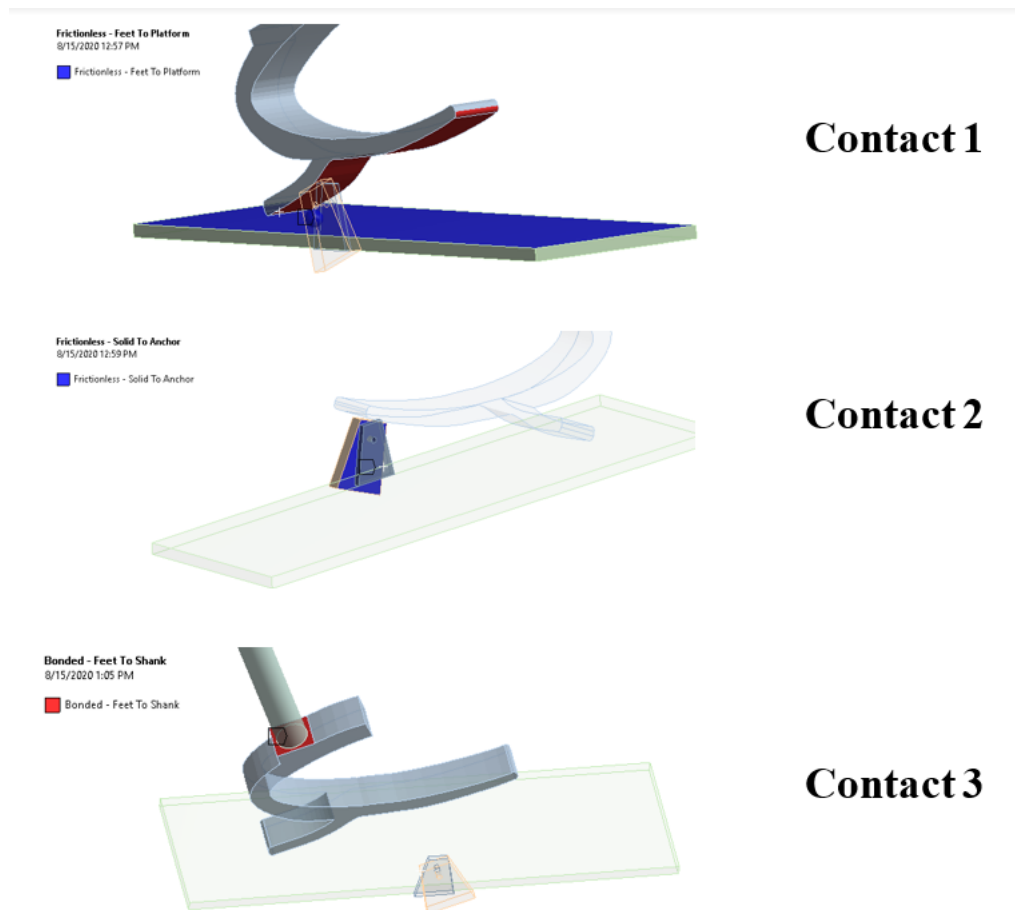 Frictionless - Feet To Platform
8/15/2020 12:57 PM
Frictionless - Feet To Platform
Contact 1
Frictionless - Solid To Anchor
8/15/2020 12:59 PM
Frictionless - Solid To Anchor
Contact 2
Bonded - Feet To Shank
8/15/2020 1:05 PM
Bonded - Feet To Shank
Contact 3